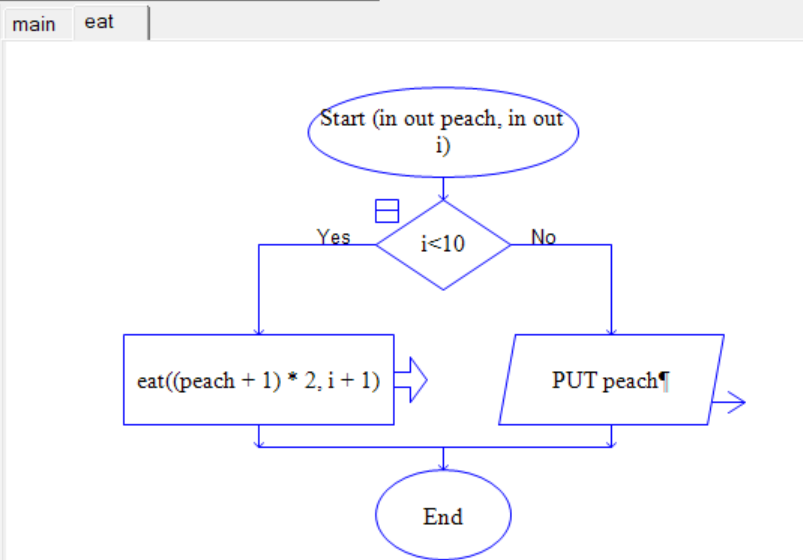 main eat
Start (in out peach, in out
i)
Yes
i<10
No
eat((peach + 1) * 2, i + 1)
PUT peach¶
End